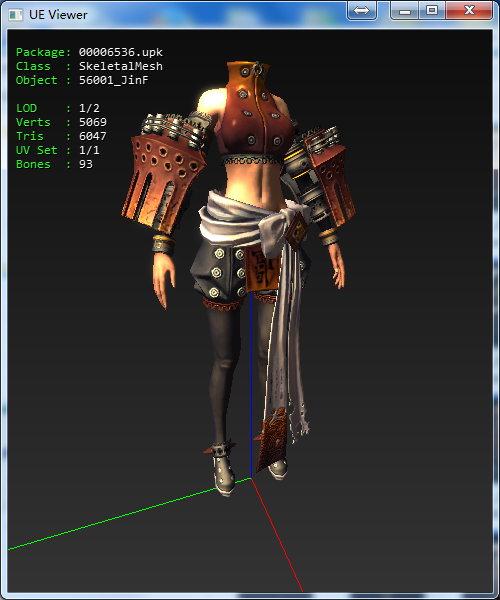 UE Viewer
Package: 00006536.upk
Class : SkeletalMesh
Object : 56001_JinF
LOD : 1/2
Verts : 5069
Tris : 6047
UV Set : 1/1
Bones : 93